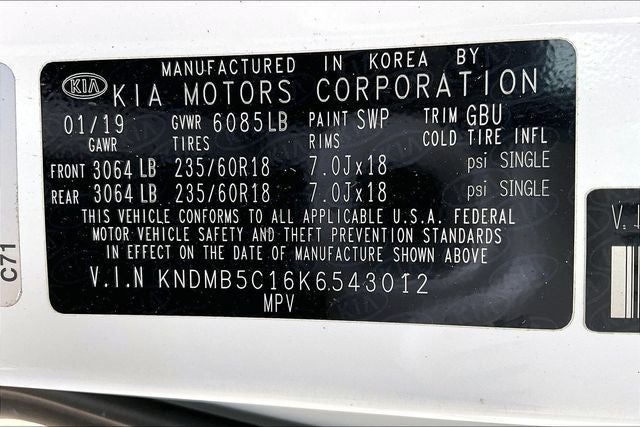 MANUFACTURED IN KOREA BY
KIA KIA MOTORS CORPORATION
01/19 GVWR 6085LB PAINT SWP TRIM GBU
GAWR TIRES RIMS COLD TIRE INFL
FRONT 3064 LB 235/60R18 7.0Jx18 psi SINGLE
REAR 3064 LB 235/60R18 7.0Jx18 psi SINGLE
THIS VEHICLE CONFORMS TO ALL APPLICABLE U.S.A. FEDERAL
MOTOR VEHICLE SAFETY AND THEFT PREVENTION STANDARDS
IN EFFECT ON THE DATE OF MANUFACTURE SHOWN ABOVE
V.I.N KNDMB5C16K6543012
MPV
C71